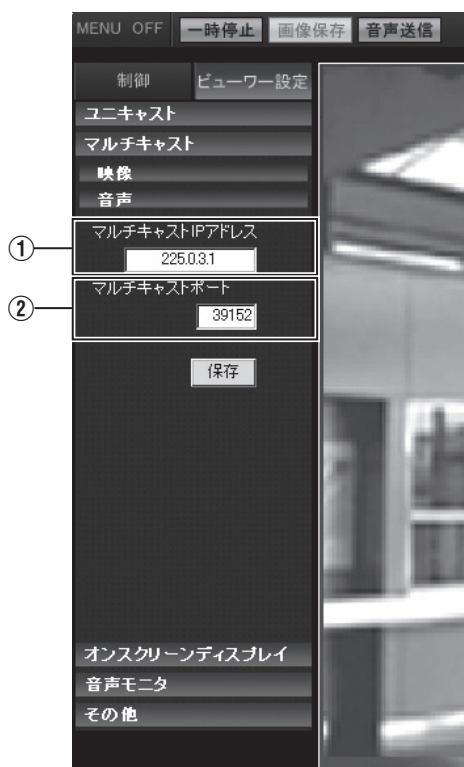 MENU OFF 一時停止 画像保存 音声送信
制御 ビューワー設定
ユニキャスト
マルチキャスト
映像
音声
① マルチキャストIPアドレス
225.0.3.1
② マルチキャストポート
39152
保存
オンスクリーンディスプレイ
音声モニタ
その他